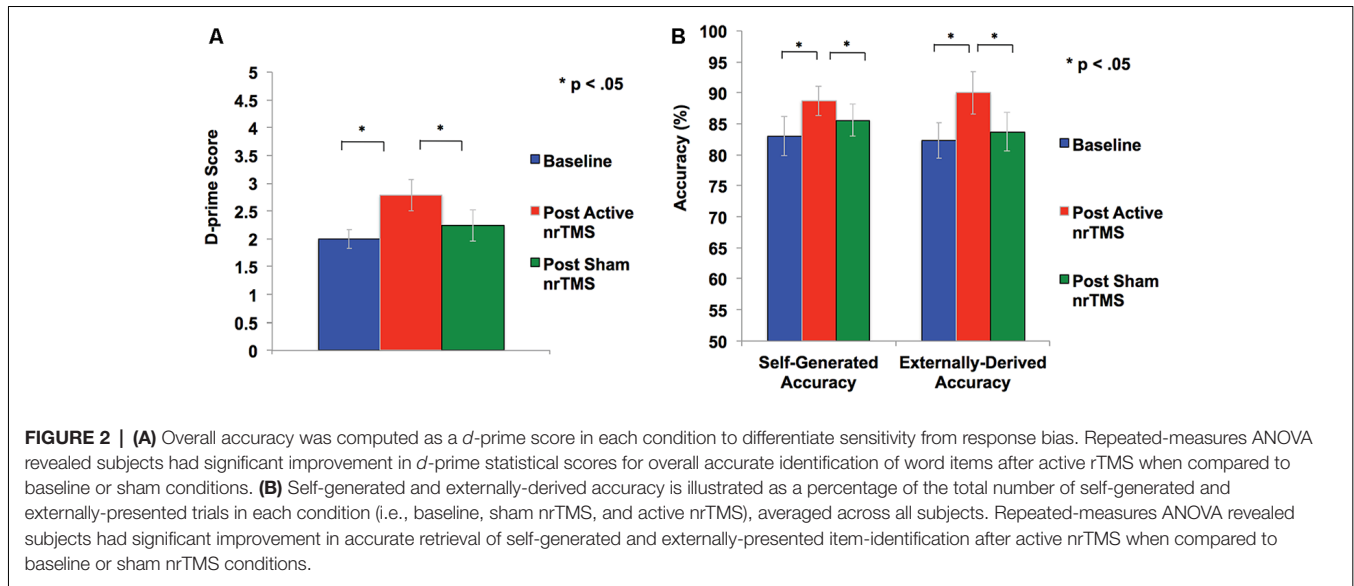 A
D-prime Score
5
4.5
4
3.5
3
2.5
2
1.5
1
0.5
0
* p < .05
*
*
Baseline
Post Active
nrTMS
Post Sham
nrTMS
B
Accuracy (%)
100
95
90
85
80
75
70
65
60
55
50
*
*
*
*
* p < .05
Baseline
Post Active
nrTMS
Post Sham
nrTMS
Self-Generated
Accuracy
Externally-Derived
Accuracy
FIGURE 2 | (A) Overall accuracy was computed as a d-prime score in each condition to differentiate sensitivity from response bias. Repeated-measures ANOVA
revealed subjects had significant improvement in d-prime statistical scores for overall accurate identification of word items after active rTMS when compared to
baseline or sham conditions. (B) Self-generated and externally-derived accuracy is illustrated as a percentage of the total number of self-generated and
externally-presented trials in each condition (i.e., baseline, sham nrTMS, and active nrTMS), averaged across all subjects. Repeated-measures ANOVA revealed
subjects had significant improvement in accurate retrieval of self-generated and externally-presented item-identification after active nrTMS when compared to
baseline or sham nrTMS conditions.